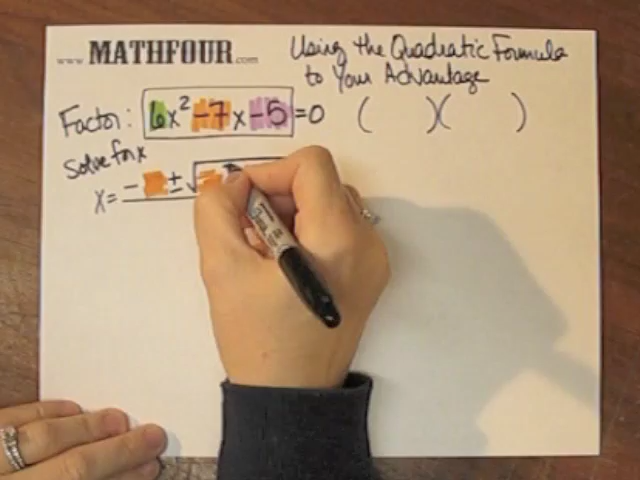 www.MATHFOUR.com
Using the Quadratic Formula
to Your Advantage
Factor: 6x² -7x -5 =0 ( )( )
Solve for x
x= - ± √